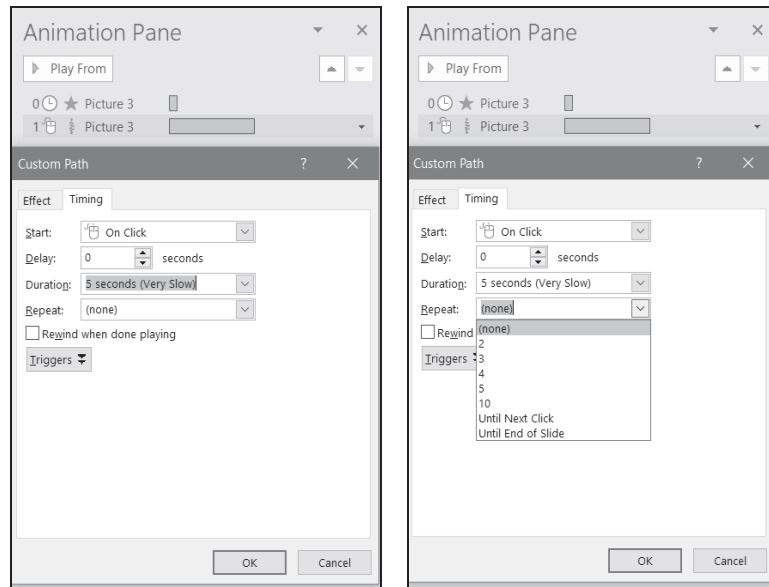 Animation Pane
Play From
0 Picture 3
1 Picture 3
Custom Path ?
Effect Timing
Start: On Click
Delay: 0 seconds
Duration: 5 seconds (Very Slow)
Repeat: (none)
Rewind when done playing
Triggers
OK Cancel
Animation Pane
Play From
0 Picture 3
1 Picture 3
Custom Path ?
Effect Timing
Start: On Click
Delay: 0 seconds
Duration: 5 seconds (Very Slow)
Repeat: (none)
Rewind (none)
2
Triggers 3
4
5
10
Until Next Click
Until End of Slide
OK Cancel